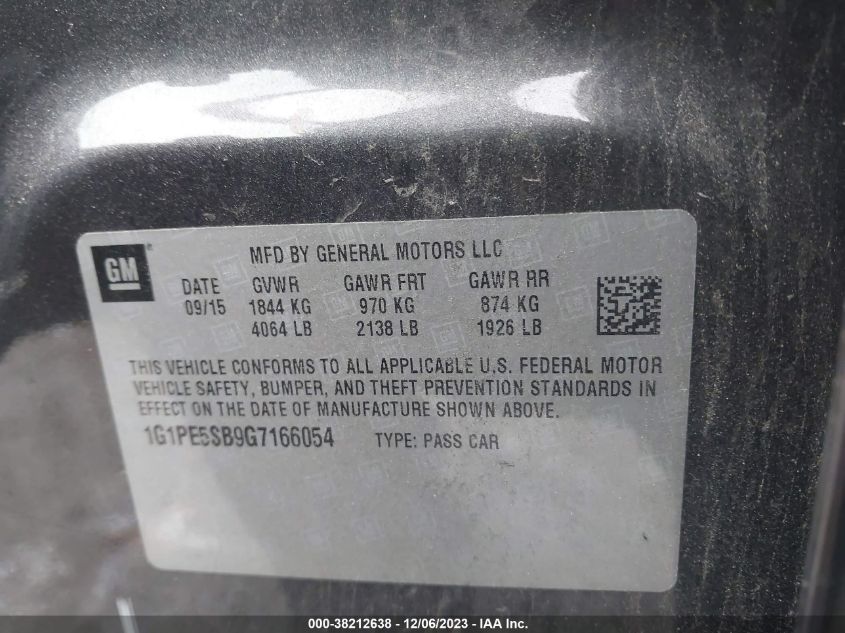 GM
MFD BY GENERAL MOTORS LLC
DATE GVWR GAWR FRT GAWR RR
09/15 1844 KG 970 KG 874 KG
4064 LB 2138 LB 1926 LB
THIS VEHICLE CONFORMS TO ALL APPLICABLE U.S. FEDERAL MOTOR
VEHICLE SAFETY, BUMPER, AND THEFT PREVENTION STANDARDS IN
EFFECT ON THE DATE OF MANUFACTURE SHOWN ABOVE.
1G1PE5SB9G7166054 TYPE: PASS CAR
000-38212638 - 12/06/2023 - Copyright © 2023 IAA, Inc.